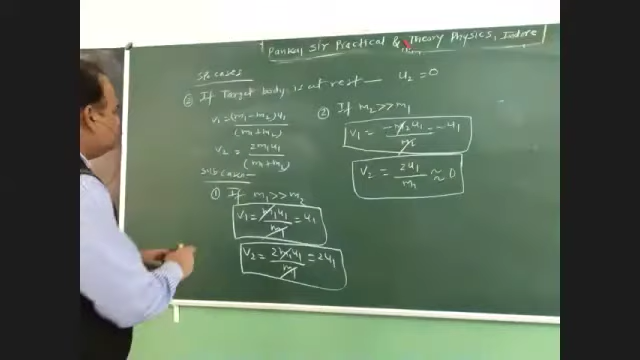 Pankaj Sir Practical & Theory Physics, Indore
Sp. cases
② If Target body is at rest — u₂ = 0
v₁ = (m₁ - m₂)u₁ / (m₁ + m₂)
v₂ = 2m₁u₁ / (m₁ + m₂)
Sub cases
① If m₁ >> m₂
v₁ = m₁u₁ / m₁ = u₁
v₂ = 2m₁u₁ / m₁ = 2u₁
② If m₂ >> m₁
v₁ = -m₂u₁ / m₂ = -u₁
v₂ = 2u₁ / m₂ ≈ 0